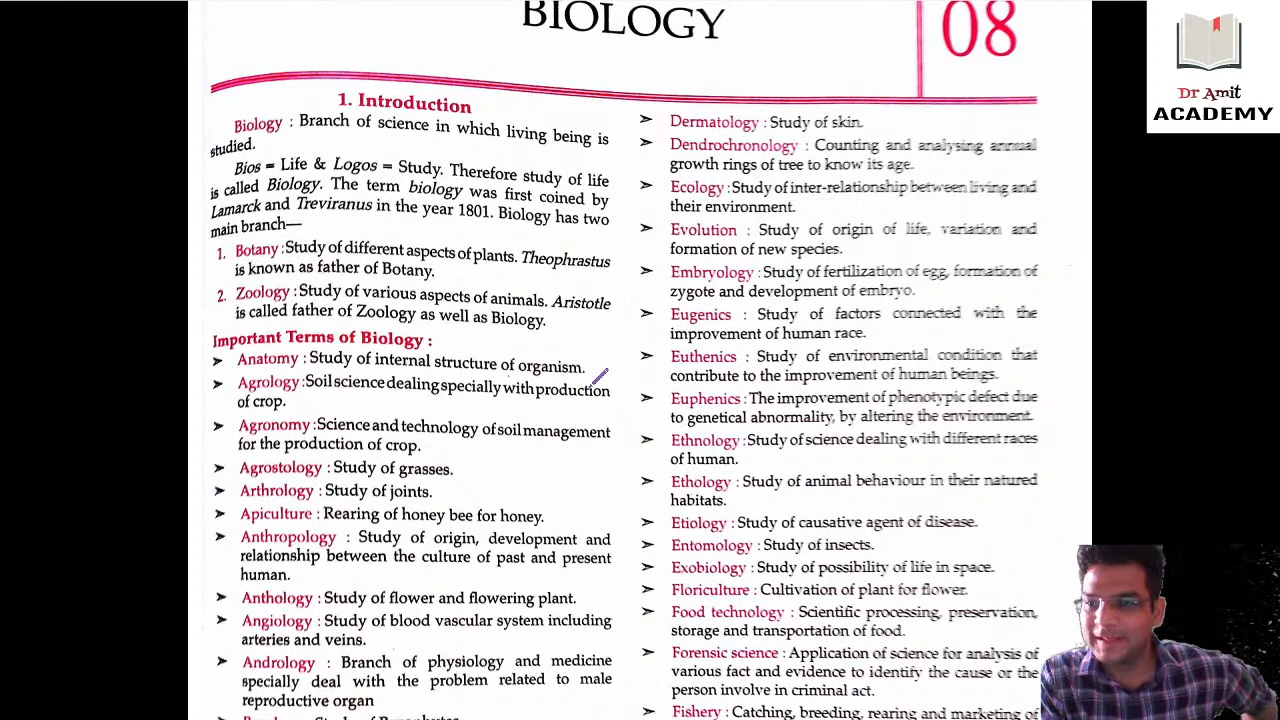 BIOLOGY
08
Dr Amit
ACADEMY
1. Introduction
Biology : Branch of science in which living being is
studied.
Bios = Life & Logos = Study. Therefore study of life
is called Biology. The term biology was first coined by
Lamarck and Treviranus in the year 1801. Biology has two
main branch—
1. Botany : Study of different aspects of plants. Theophrastus
is known as father of Botany.
2. Zoology : Study of various aspects of animals. Aristotle
is called father of Zoology as well as Biology.
Important Terms of Biology :
➤ Anatomy : Study of internal structure of organism.
➤ Agrology : Soil science dealing specially with production
of crop.
➤ Agronomy : Science and technology of soil management
for the production of crop.
➤ Agrostology : Study of grasses.
➤ Arthrology : Study of joints.
➤ Apiculture : Rearing of honey bee for honey.
➤ Anthropology : Study of origin, development and
relationship between the culture of past and present
human.
➤ Anthology : Study of flower and flowering plant.
➤ Angiology : Study of blood vascular system including
arteries and veins.
➤ Andrology : Branch of physiology and medicine
specially deal with the problem related to male
reproductive organ
➤ Dermatology : Study of skin.
➤ Dendrochronology : Counting and analysing annual
growth rings of tree to know its age.
➤ Ecology : Study of inter-relationship between living and
their environment.
➤ Evolution : Study of origin of life, variation and
formation of new species.
➤ Embryology : Study of fertilization of egg, formation of
zygote and development of embryo.
➤ Eugenics : Study of factors connected with the
improvement of human race.
➤ Euthenics : Study of environmental condition that
contribute to the improvement of human beings.
➤ Euphenics : The improvement of phenotypic defect due
to genetical abnormality, by altering the environment.
➤ Ethnology : Study of science dealing with different races
of human.
➤ Ethology : Study of animal behaviour in their natured
habitats.
➤ Etiology : Study of causative agent of disease.
➤ Entomology : Study of insects.
➤ Exobiology : Study of possibility of life in space.
➤ Floriculture : Cultivation of plant for flower.
➤ Food technology : Scientific processing, preservation,
storage and transportation of food.
➤ Forensic science : Application of science for analysis of
various fact and evidence to identify the cause or the
person involve in criminal act.
➤ Fishery : Catching, breeding, rearing and marketing of